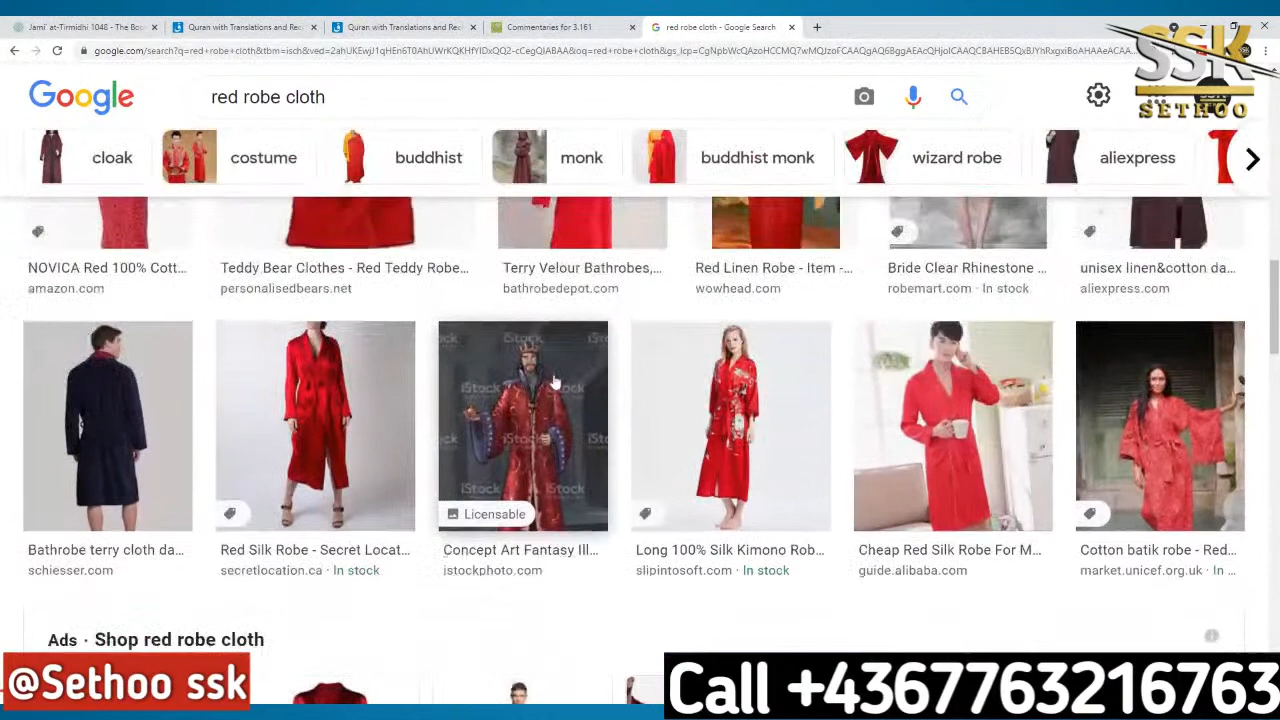 Jami` at-Tirmidhi 1048 - The Boo
Quran with Translations and Rec
Quran with Translations and Rec
Commentaries for 3.161
red robe cloth - Google Search
SSK
SETHOO
Google
red robe cloth
cloak
costume
buddhist
monk
buddhist monk
wizard robe
aliexpress
NOVICA Red 100% Cott...
amazon.com
Teddy Bear Clothes - Red Teddy Robe...
personalisedbears.net
Terry Velour Bathrobes,...
bathrobedepot.com
Red Linen Robe - Item -...
wowhead.com
Bride Clear Rhinestone ...
robemart.com · In stock
unisex linen&cotton da...
aliexpress.com
iStock
iStock
iStock
iStock
iStock
Licensable
Bathrobe terry cloth da...
schiesser.com
Red Silk Robe - Secret Locat...
secretlocation.ca · In stock
Concept Art Fantasy Ill...
istockphoto.com
Long 100% Silk Kimono Rob...
slipintosoft.com · In stock
Cheap Red Silk Robe For M...
guide.alibaba.com
Cotton batik robe - Red...
market.unicef.org.uk · In ...
Ads · Shop red robe cloth
@Sethoo ssk
Call +4367763216763